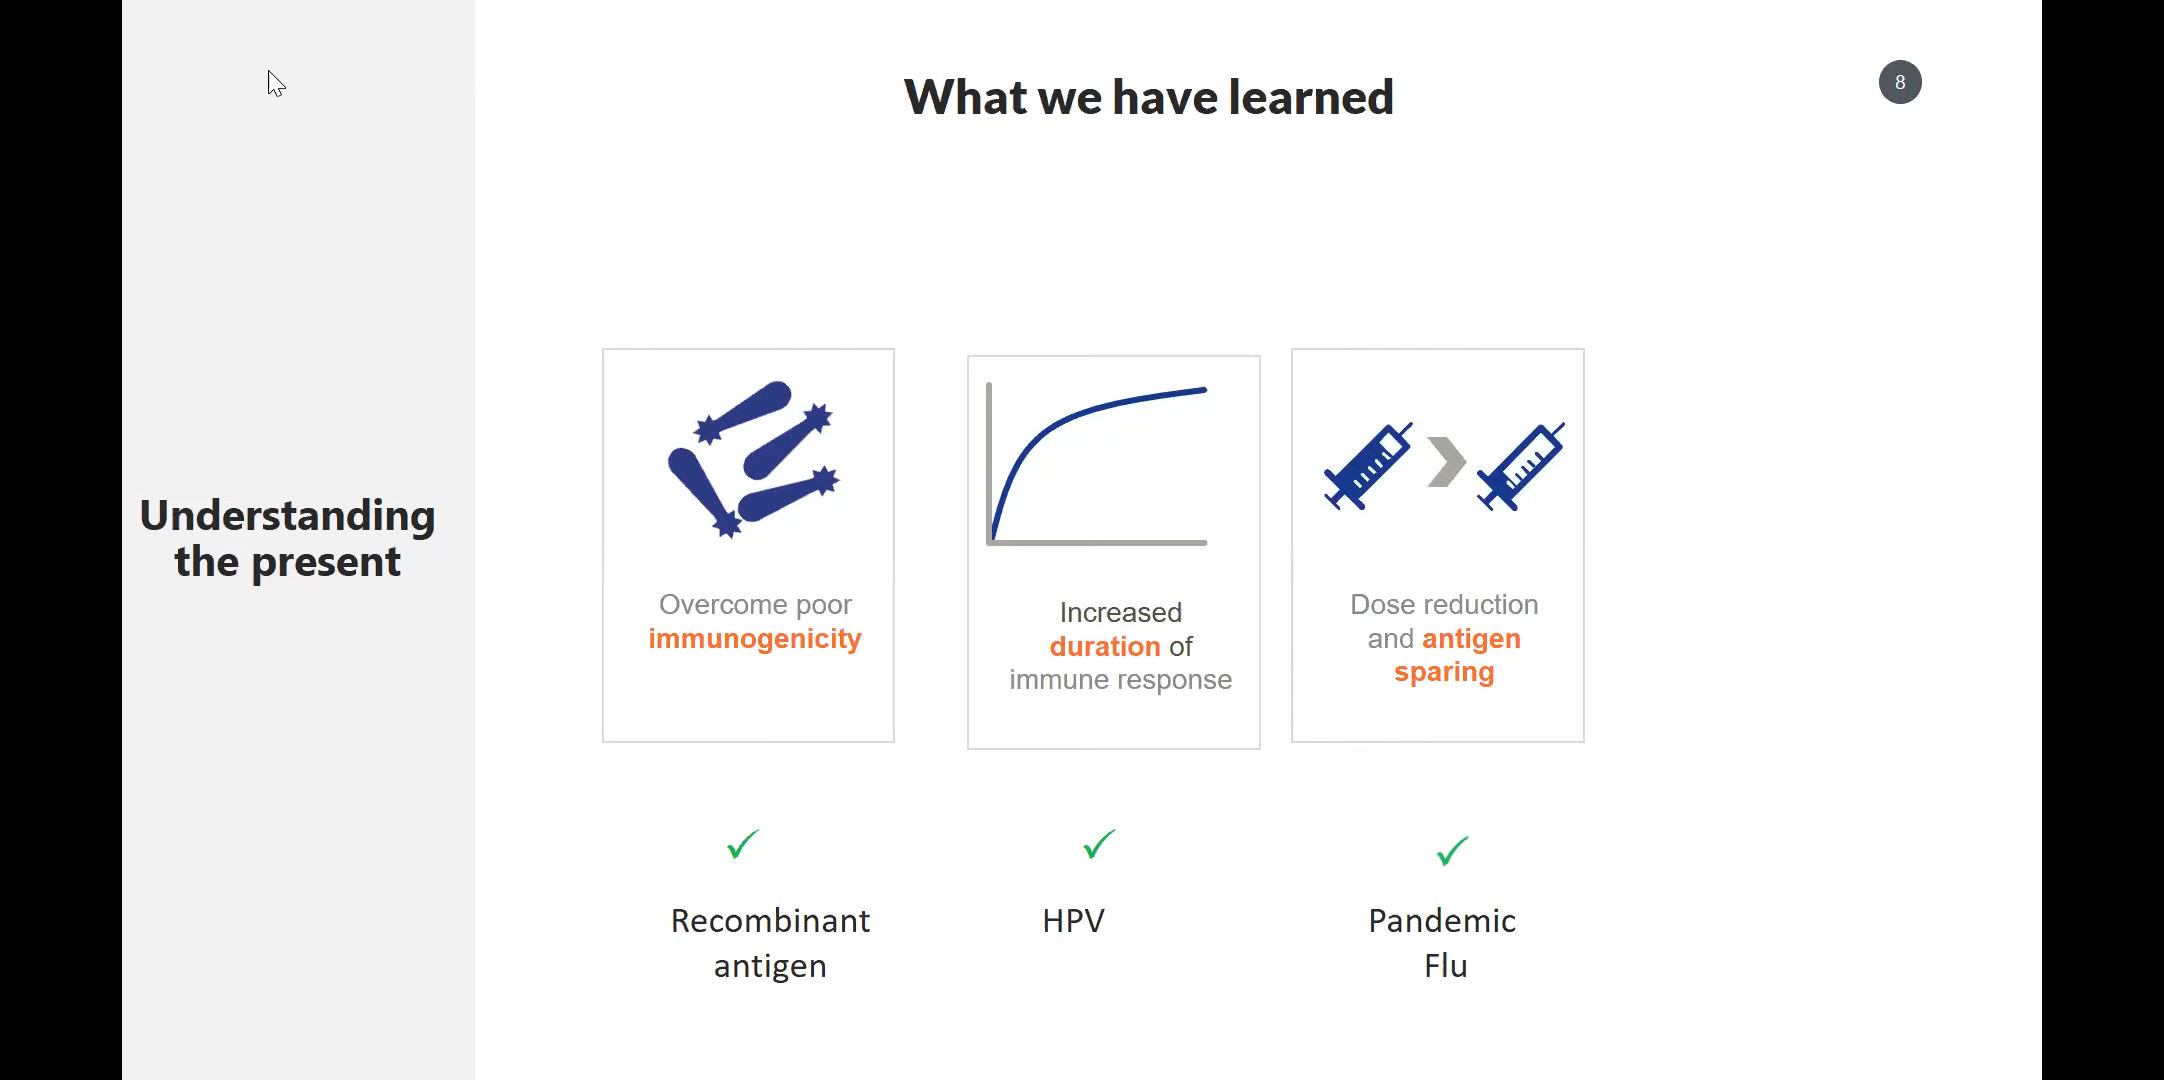 What we have learned
8
Understanding
the present
Overcome poor
immunogenicity
Increased
duration of
immune response
Dose reduction
and antigen
sparing
Recombinant
antigen
HPV
Pandemic
Flu